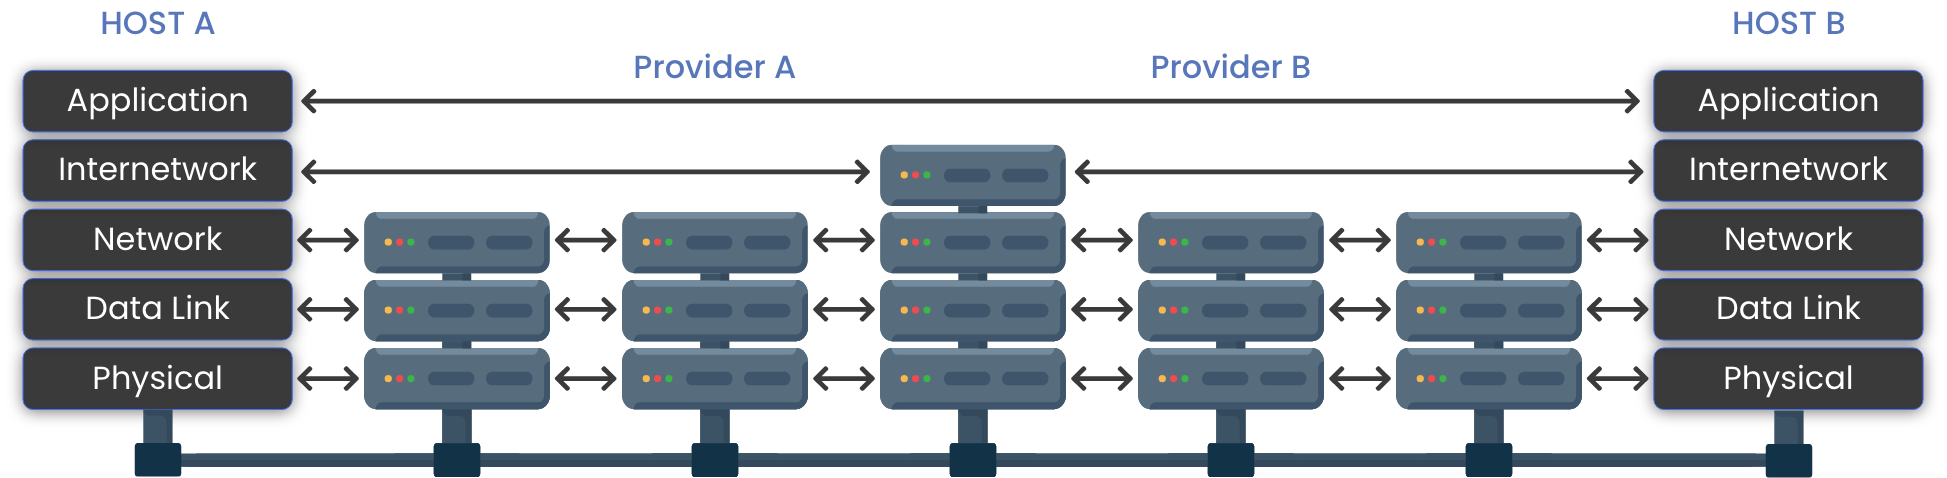 HOST A
HOST B
Provider A
Provider B
Application
Application
Internetwork
Internetwork
Network
Network
Data Link
Data Link
Physical
Physical